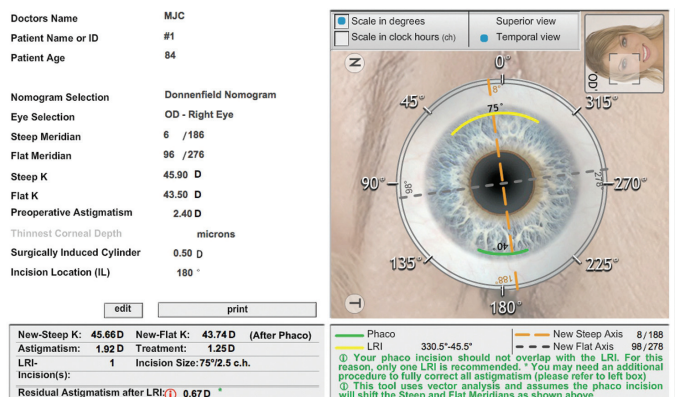 Doctors Name MJC
Patient Name or ID #1
Patient Age 84
Nomogram Selection Donnenfield Nomogram
Eye Selection OD - Right Eye
Steep Meridian 6 /186
Flat Meridian 96 /276
Steep K 45.90 D
Flat K 43.50 D
Preoperative Astigmatism 2.40 D
Thinnest Corneal Depth microns
Surgically Induced Cylinder 0.50 D
Incision Location (IL) 180 °
edit print
New-Steep K: 45.66 D New-Flat K: 43.74 D (After Phaco)
Astigmatism: 1.92 D Treatment: 1.25 D
LRI- 1 Incision Size: 75°/2.5 c.h.
Incision(s):
Residual Astigmatism after LRI: 0.67 D *
Scale in degrees Superior view
Scale in clock hours (ch) Temporal view
OD'
N
0°
8°
45° 75° 315°
90° 98° 278° 270°
40°
135° 225°
188°
T 180°
Phaco New Steep Axis 8 / 188
LRI 330.5°-45.5° New Flat Axis 98 / 278
Your phaco incision should not overlap with the LRI. For this
reason, only one LRI is recommended. * You may need an additional
procedure to fully correct all astigmatism (please refer to left box)
This tool uses vector analysis and assumes the phaco incision
will shift the Steep and Flat Meridians as shown above